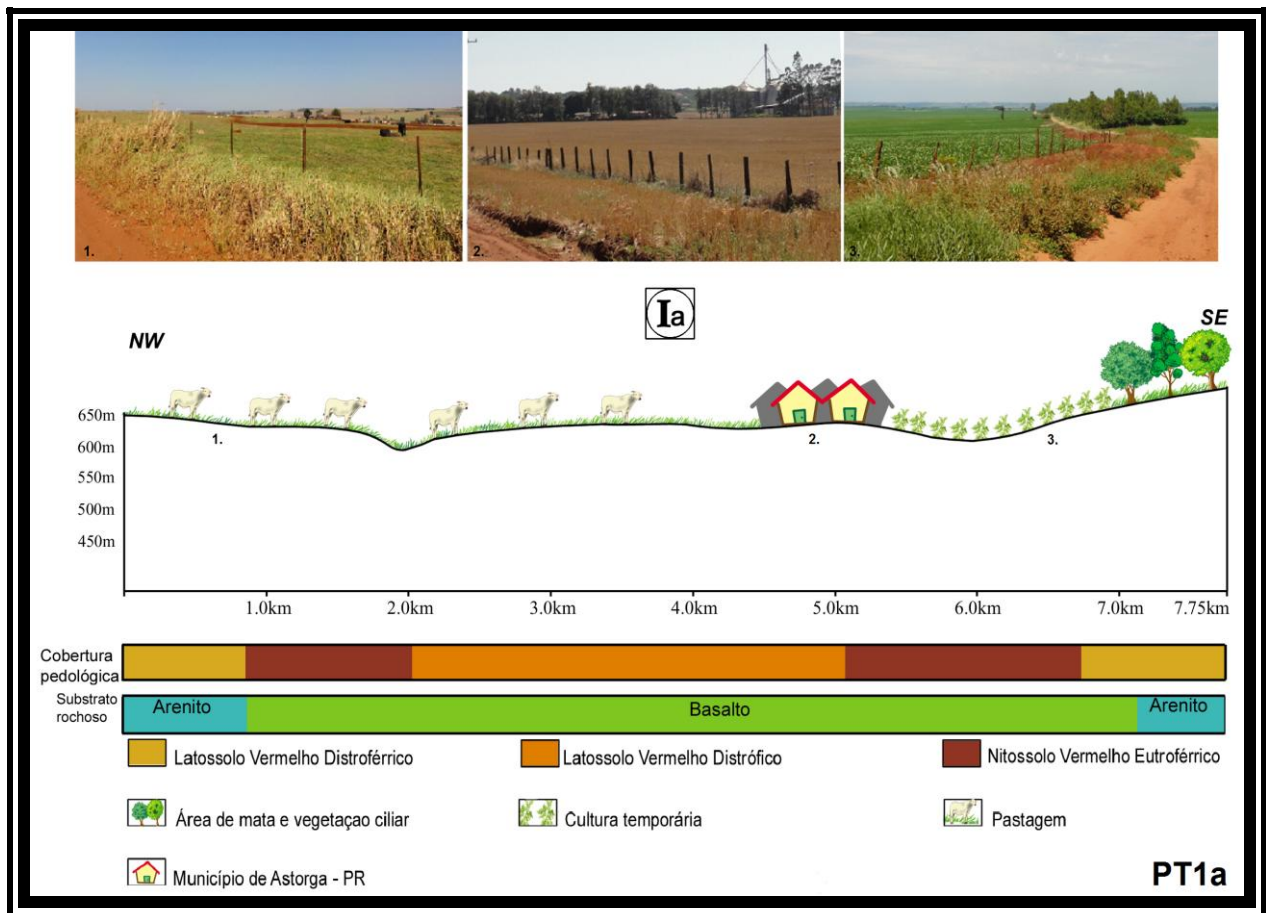 1.
2.
3.
Ia
NW
SE
650m
600m
550m
500m
450m
1.
2.
3.
1.0km
2.0km
3.0km
4.0km
5.0km
6.0km
7.0km
7.75km
Cobertura
pedológica
Substrato
rochoso
Arenito
Basalto
Arenito
Latossolo Vermelho Distroférrico
Latossolo Vermelho Distrófico
Nitossolo Vermelho Eutroférrico
Área de mata e vegetaçao ciliar
Cultura temporária
Pastagem
Município de Astorga - PR
PT1a